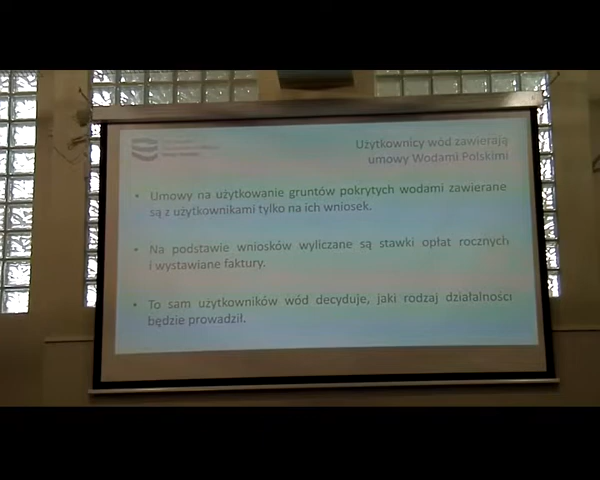 Użytkownicy wód zawierają
umowy Wodami Polskimi
• Umowy na użytkowanie gruntów pokrytych wodami zawierane
są z użytkownikami tylko na ich wniosek.
• Na podstawie wniosków wyliczane są stawki opłat rocznych
i wystawiane faktury.
• To sam użytkowników wód decyduje, jaki rodzaj działalności
będzie prowadził.